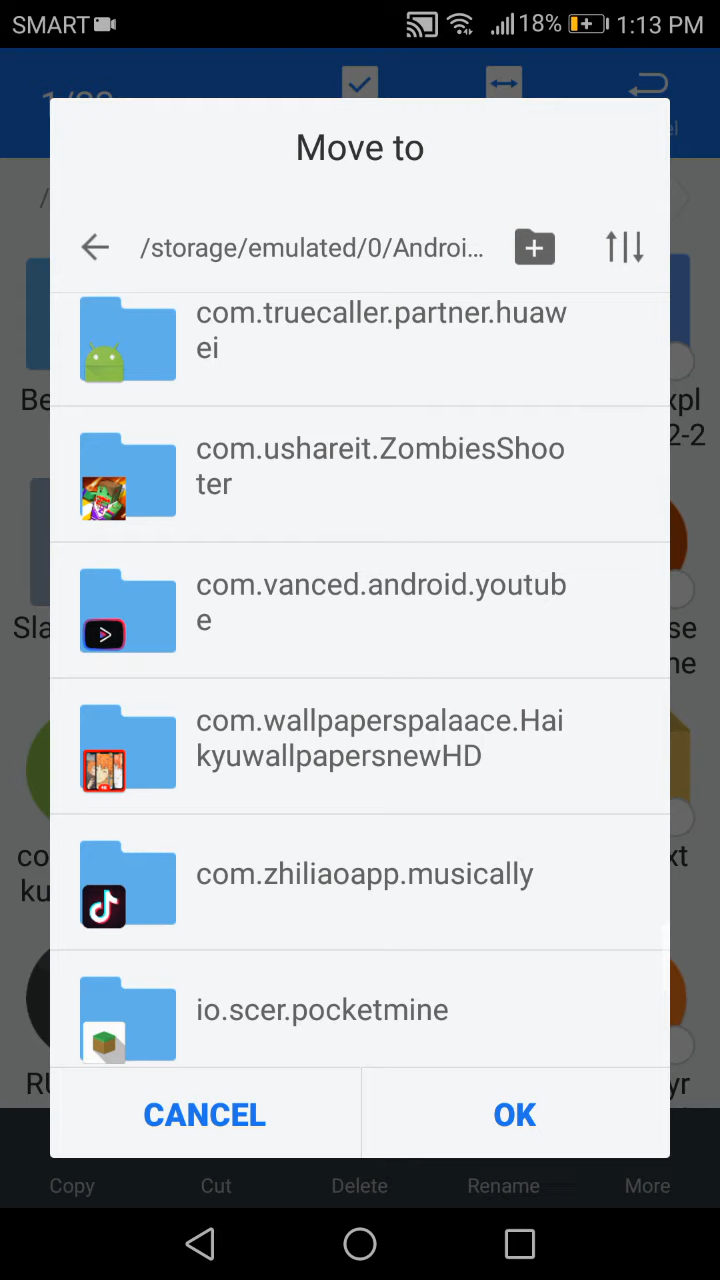 SMART 18% 1:13 PM
Move to
/storage/emulated/0/Androi...
com.truecaller.partner.huaw
ei
com.ushareit.ZombiesShoo
ter
com.vanced.android.youtub
e
com.wallpaperspalaace.Hai
kyuwallpapersnewHD
com.zhiliaoapp.musically
io.scer.pocketmine
CANCEL OK
Copy Cut Delete Rename More